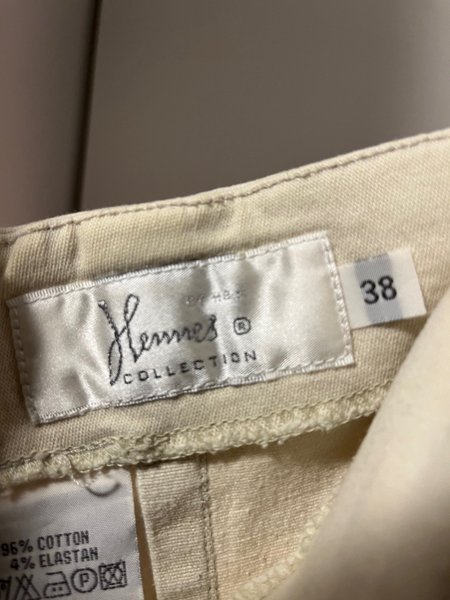 Hennes ®
COLLECTION
38
96% COTTON
4% ELASTAN
P